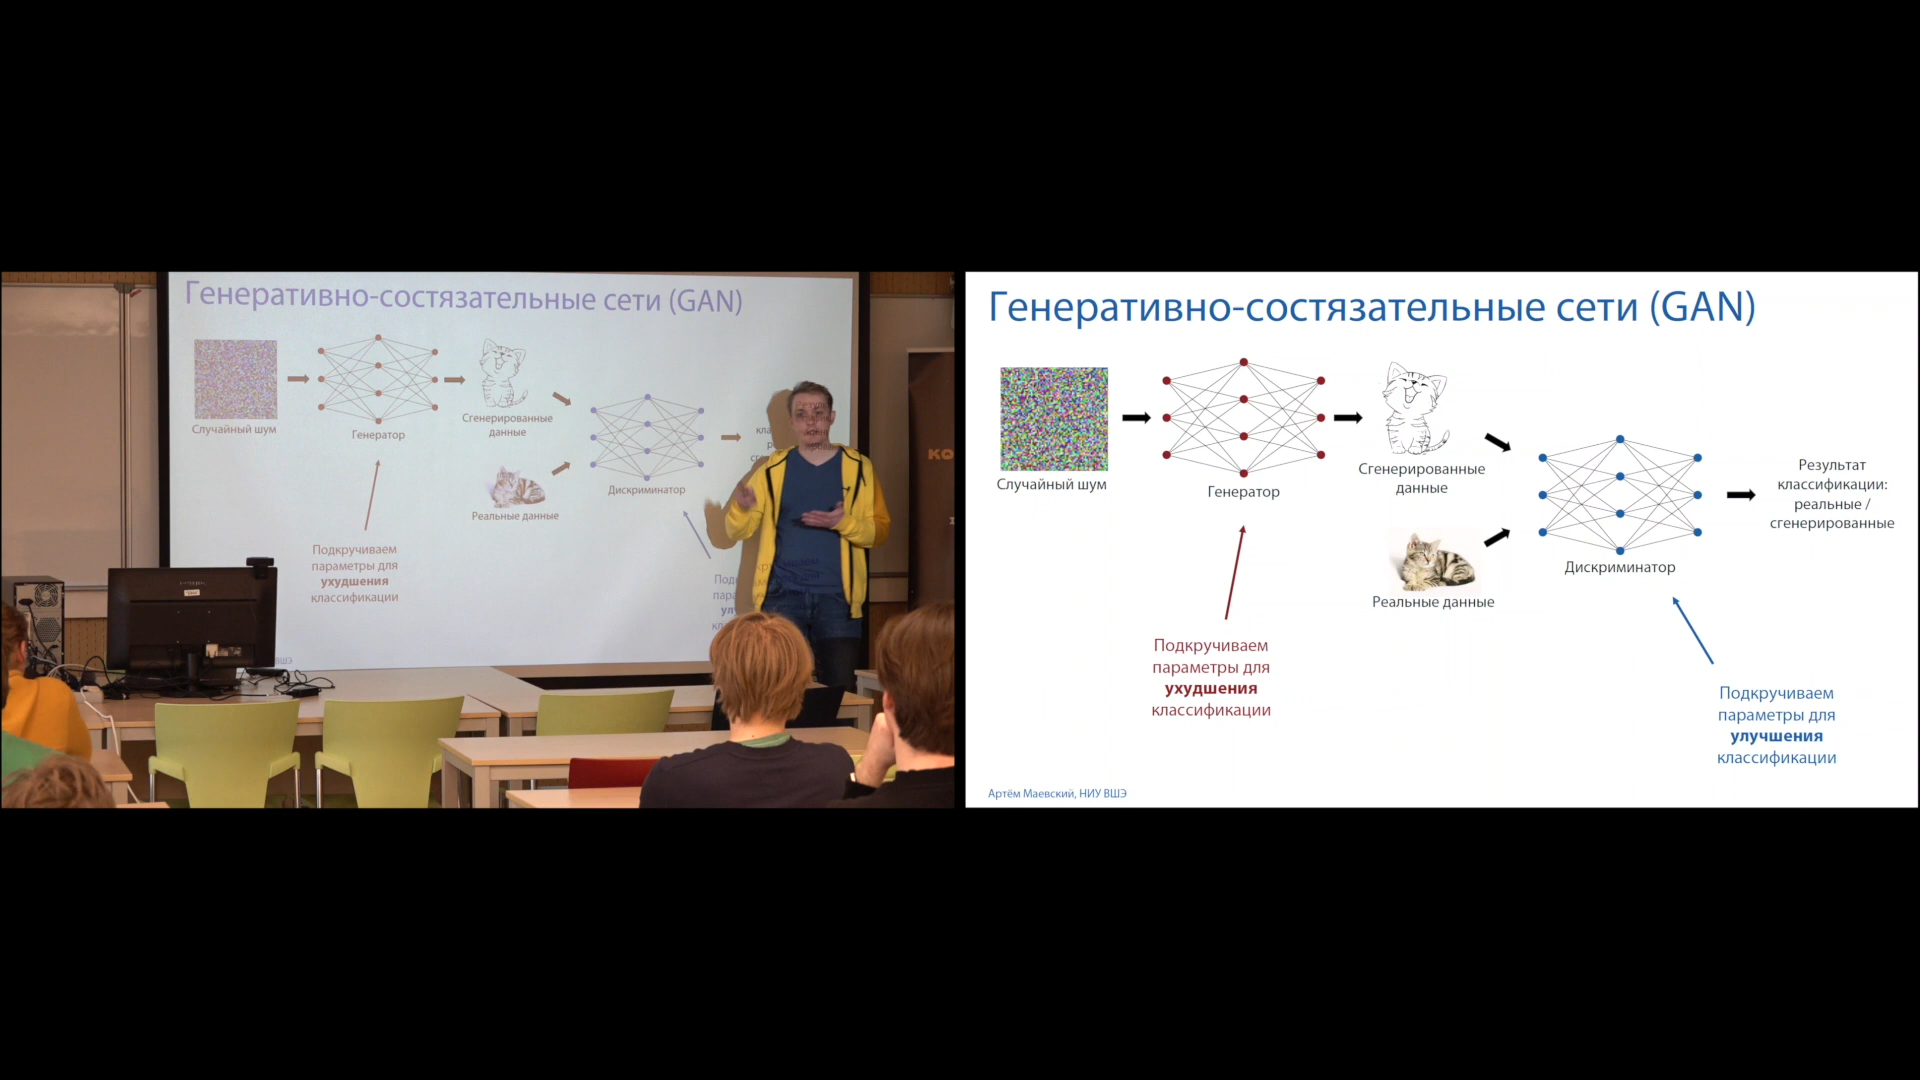 Генеративно-состязательные сети (GAN)
Случайный шум
Генератор
Сгенерированные
данные
Реальные данные
Дискриминатор
Подкручиваем
параметры для
ухудшения
классификации
ВШЭ
Генеративно-состязательные сети (GAN)
Случайный шум
Генератор
Сгенерированные
данные
Реальные данные
Дискриминатор
Результат
классификации:
реальные /
сгенерированные
Подкручиваем
параметры для
ухудшения
классификации
Подкручиваем
параметры для
улучшения
классификации
Артём Маевский, НИУ ВШЭ